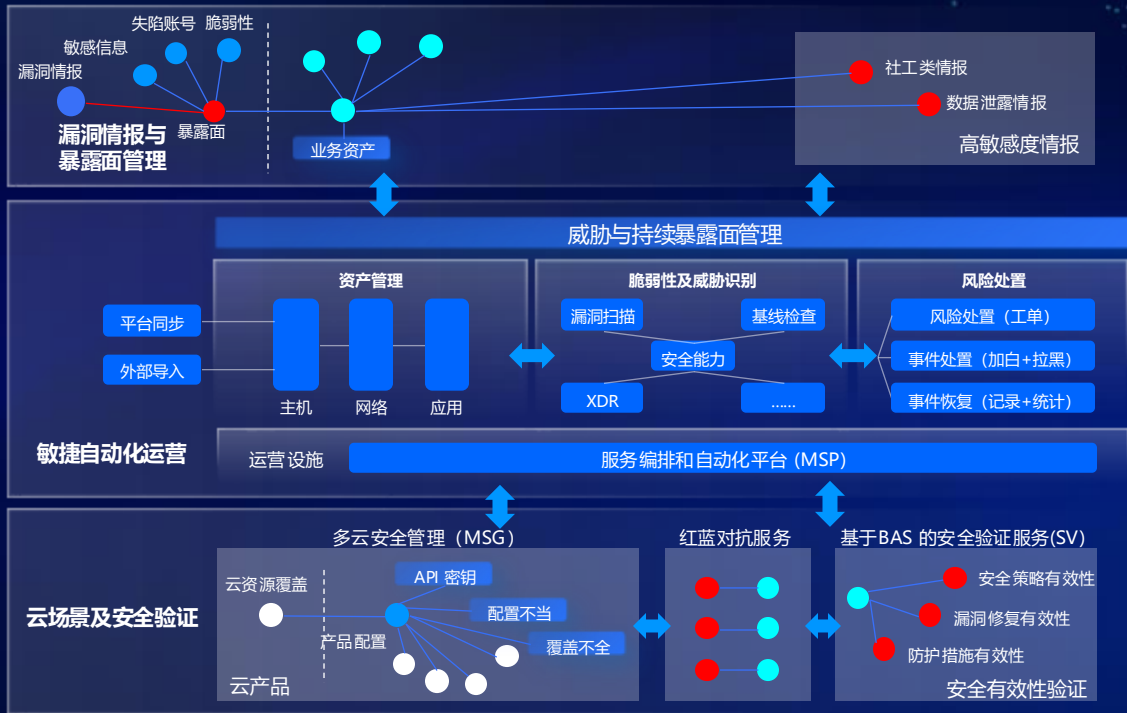 失陷账号
脆弱性
敏感信息
漏洞情报
暴露面
漏洞情报与
暴露面管理
业务资产
社工类情报
数据泄露情报
高敏感度情报
威胁与持续暴露面管理
资产管理
平台同步
外部导入
主机
网络
应用
脆弱性及威胁识别
漏洞扫描
基线检查
安全能力
XDR
......
风险处置
风险处置（工单）
事件处置（加白+拉黑）
事件恢复（记录+统计）
敏捷自动化运营
运营设施
服务编排和自动化平台 (MSP)
云场景及安全验证
多云安全管理（MSG）
云资源覆盖
API 密钥
配置不当
产品配置
覆盖不全
云产品
红蓝对抗服务
基于BAS 的安全验证服务(SV)
安全策略有效性
漏洞修复有效性
防护措施有效性
安全有效性验证